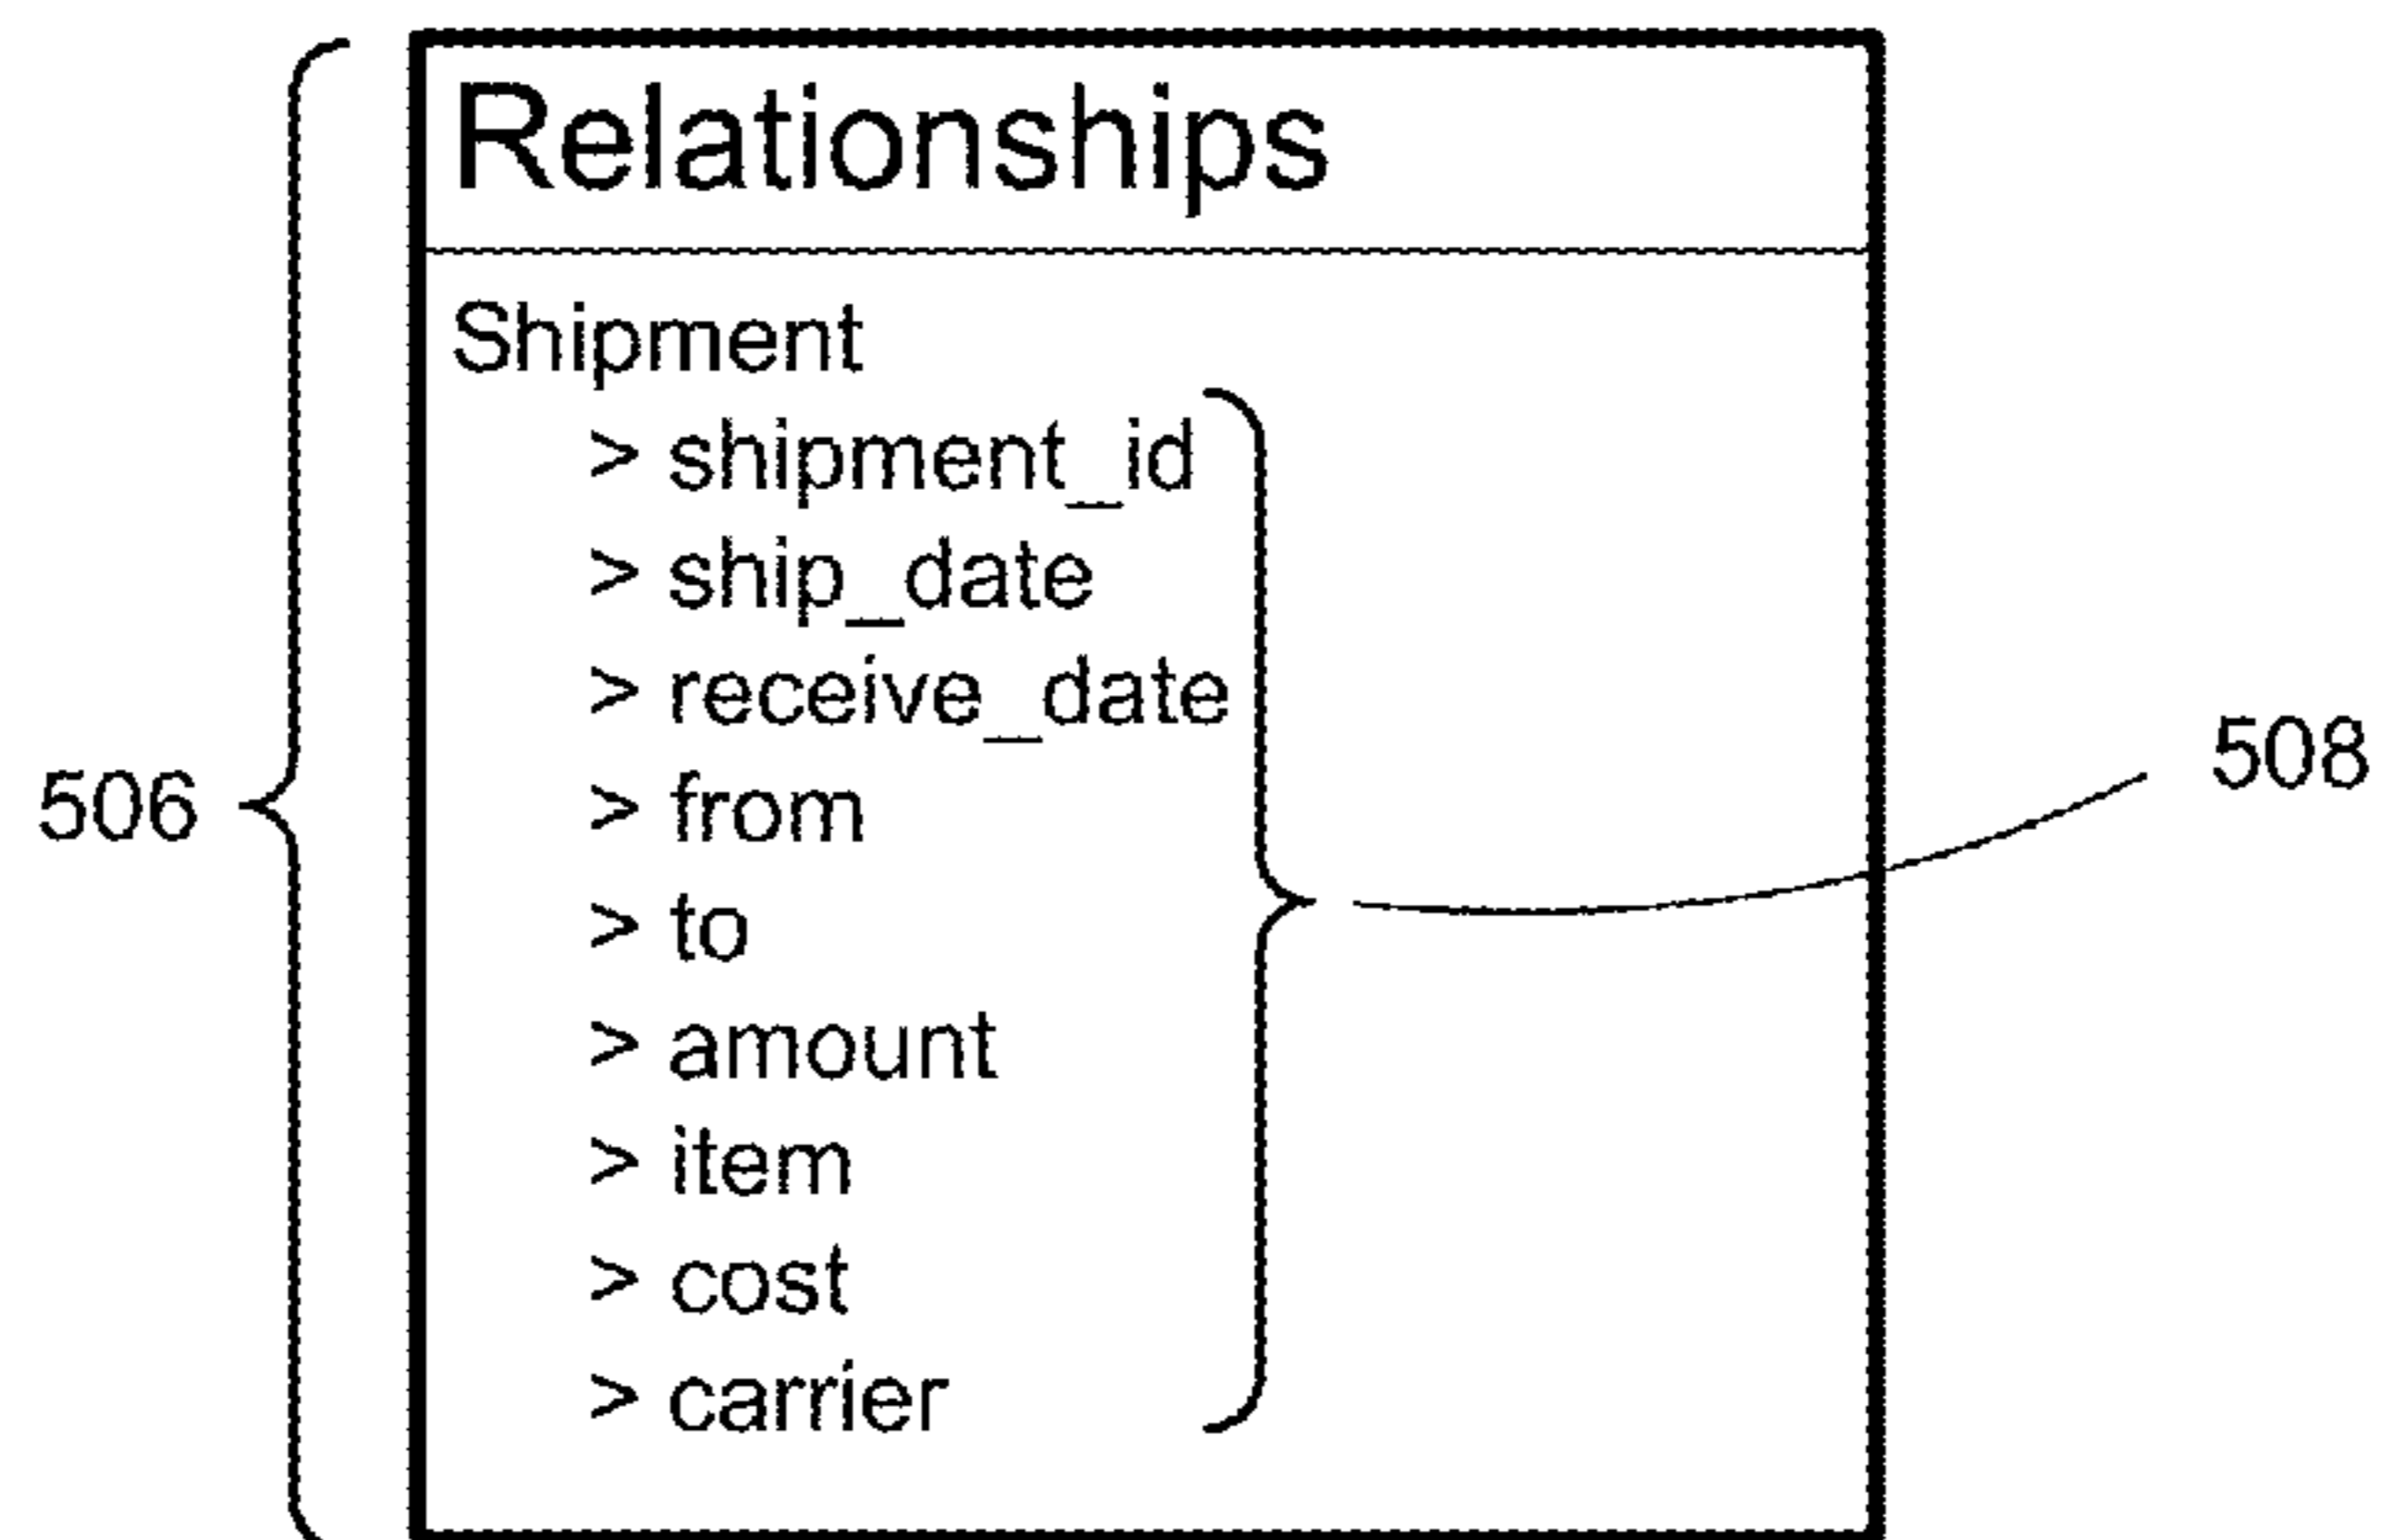 Relationships
Shipment
> shipment_id
> ship_date
> receive_date
508
506
> from
> to
> amount
> item
> cost
> carrier